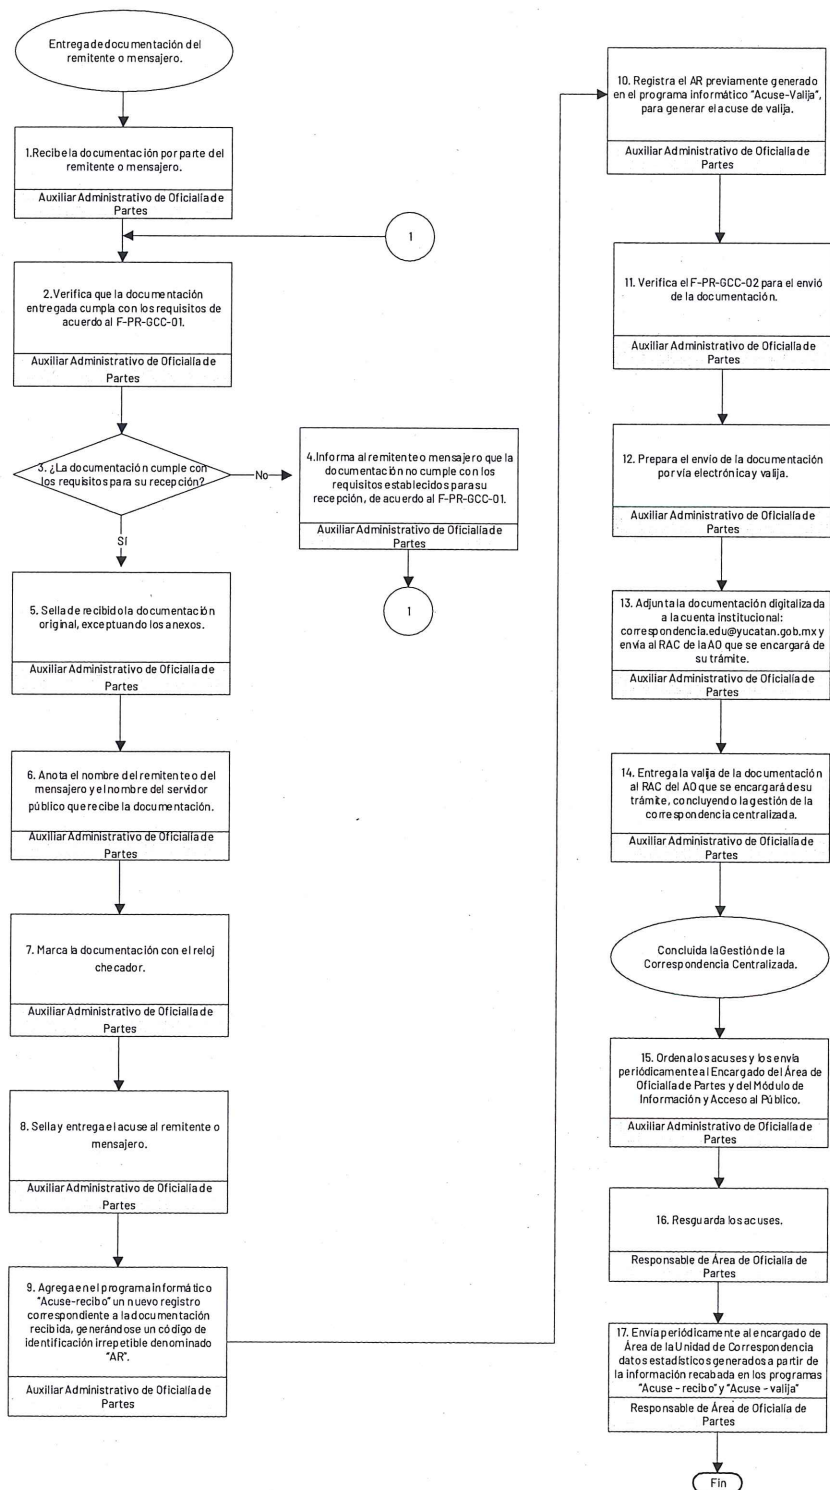 Entrega de documentación del
remitente o mensajero.
1.Recibe la documentación por parte del
remitente o mensajero.
Auxiliar Administrativo de Oficialía de
Partes
1
2.Verifica que la documentación
entregada cumpla con los requisitos de
acuerdo al F-PR-GCC-01.
Auxiliar Administrativo de Oficialía de
Partes
3. ¿La documentación cumple con
los requisitos para su recepción?
No
4.Informa al remitente o mensajero que la
documentación no cumple con los
requisitos establecidos para su
recepción, de acuerdo al F-PR-GCC-01.
Auxiliar Administrativo de Oficialía de
Partes
1
Sí
5. Sella de recibido la documentación
original, exceptuando los anexos.
Auxiliar Administrativo de Oficialía de
Partes
6. Anota el nombre del remitente o del
mensajero y el nombre del servidor
público que recibe la documentación.
Auxiliar Administrativo de Oficialía de
Partes
7. Marca la documentación con el reloj
checador.
Auxiliar Administrativo de Oficialía de
Partes
8. Sella y entrega el acuse al remitente o
mensajero.
Auxiliar Administrativo de Oficialía de
Partes
9. Agrega en el programa informático
"Acuse-recibo" un nuevo registro
correspondiente a la documentación
recibida, generándose un código de
identificación irrepetible denominado
"AR".
Auxiliar Administrativo de Oficialía de
Partes
10. Registra el AR previamente generado
en el programa informático "Acuse-Valija",
para generar el acuse de valija.
Auxiliar Administrativo de Oficialía de
Partes
11. Verifica el F-PR-GCC-02 para el envió
de la documentación.
Auxiliar Administrativo de Oficialía de
Partes
12. Prepara el envío de la documentación
por vía electrónica y valija.
Auxiliar Administrativo de Oficialía de
Partes
13. Adjunta la documentación digitalizada
a la cuenta institucional:
correspondencia.edu@yucatan.gob.mx y
envía al RAC de la AO que se encargará de
su trámite.
Auxiliar Administrativo de Oficialía de
Partes
14. Entrega la valija de la documentación
al RAC del AO que se encargará de su
trámite, concluyendo la gestión de la
correspondencia centralizada.
Auxiliar Administrativo de Oficialía de
Partes
Concluida la Gestión de la
Correspondencia Centralizada.
15. Ordena los acuses y los envía
periódicamente al Encargado del Área de
Oficialía de Partes y del Módulo de
Información y Acceso al Público.
Auxiliar Administrativo de Oficialía de
Partes
16. Resguarda los acuses.
Responsable de Área de Oficialía de
Partes
17. Envía periódicamente al encargado de
Área de la Unidad de Correspondencia
datos estadísticos generados a partir de
la información recabada en los programas
"Acuse - recibo" y "Acuse - valija"
Responsable de Área de Oficialía de
Partes
Fin